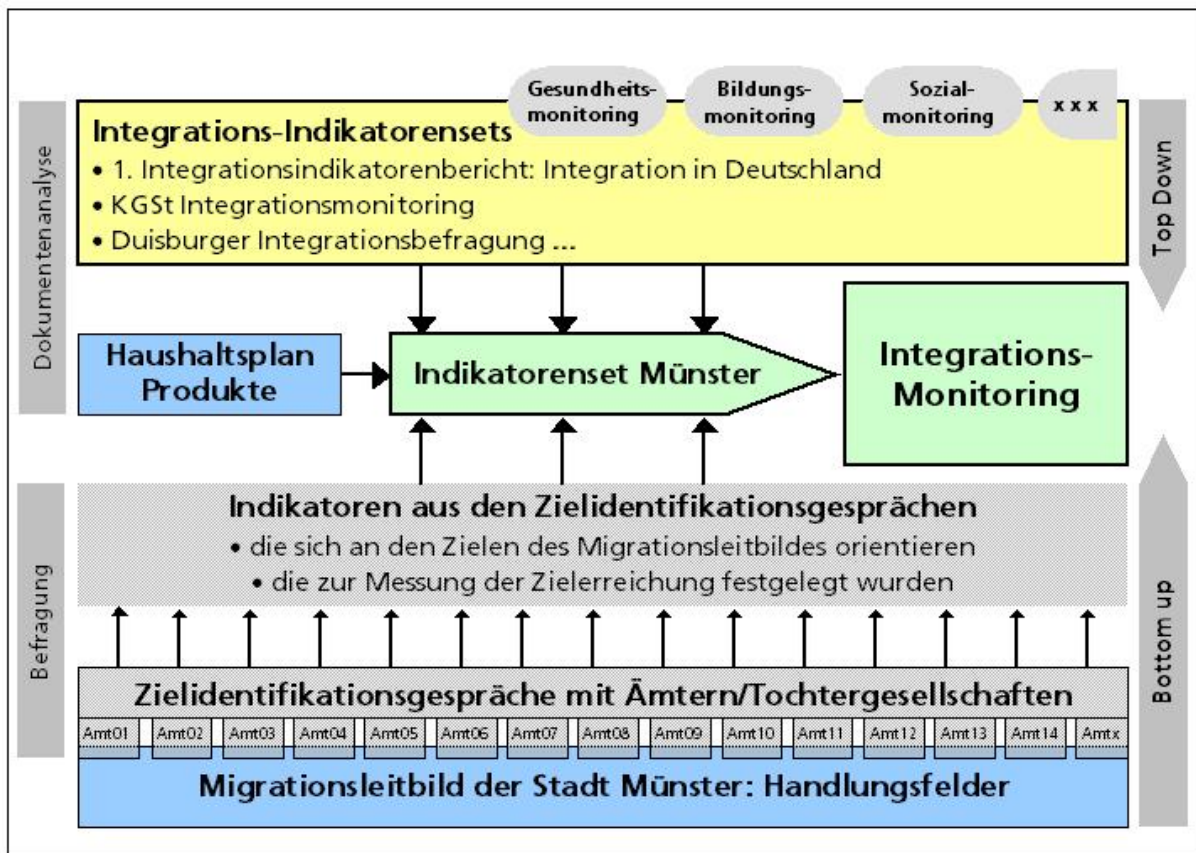 Gesundheits-
monitoring
Bildungs-
monitoring
Sozial-
monitoring
x x x
Dokumentenanalyse
Integrations-Indikatorensets
• 1. Integrationsindikatorenbericht: Integration in Deutschland
• KGSt Integrationsmonitoring
• Duisburger Integrationsbefragung ...
Top Down
Haushaltsplan
Produkte
Indikatorenset Münster
Integrations-
Monitoring
Befragung
Indikatoren aus den Zielidentifikationsgesprächen
• die sich an den Zielen des Migrationsleitbildes orientieren
• die zur Messung der Zielerreichung festgelegt wurden
Bottom up
Zielidentifikationsgespräche mit Ämtern/Tochtergesellschaften
Amt01 Amt02 Amt03 Amt04 Amt05 Amt06 Amt07 Amt08 Amt09 Amt10 Amt11 Amt12 Amt13 Amt14 Amtx
Migrationsleitbild der Stadt Münster: Handlungsfelder